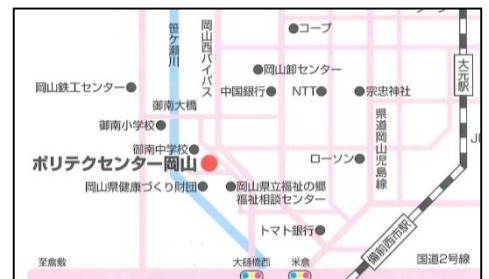 コープ
笹ヶ瀬川
岡山西バイパス
岡山卸センター
大元駅
岡山鉄工センター
中国銀行
NTT
宗忠神社
御南大橋
御南小学校
県道岡山児島線
御南中学校
ポリテクセンター岡山
ローソン
岡山県健康づくり財団
岡山県立福祉の郷
福祉相談センター
トマト銀行
備前西市駅
至倉敷
大樋橋西
米倉
国道2号線